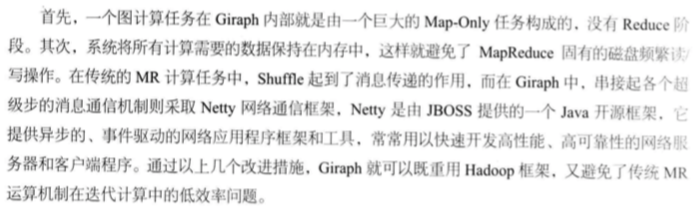 首先，一个图计算任务在 Giraph 内部就是由一个巨大的 Map-Only 任务构成的，没有 Reduce 阶
段。其次，系统将所有计算需要的数据保持在内存中，这样就避免了 MapReduce 固有的磁盘频繁读/
写操作。在传统的 MR 计算任务中，Shuffle 起到了消息传递的作用，而在 Giraph 中，串接起各个超
级步的消息通信机制则采取 Netty 网络通信框架，Netty 是由 JBOSS 提供的一个 Java 开源框架，它
提供异步的、事件驱动的网络应用程序框架和工具，常常用以快速开发高性能、高可靠性的网络服
务器和客户端程序。通过以上几个改进措施，Giraph 就可以既重用 Hadoop 框架，又避免了传统 MR
运算机制在迭代计算中的低效率问题。